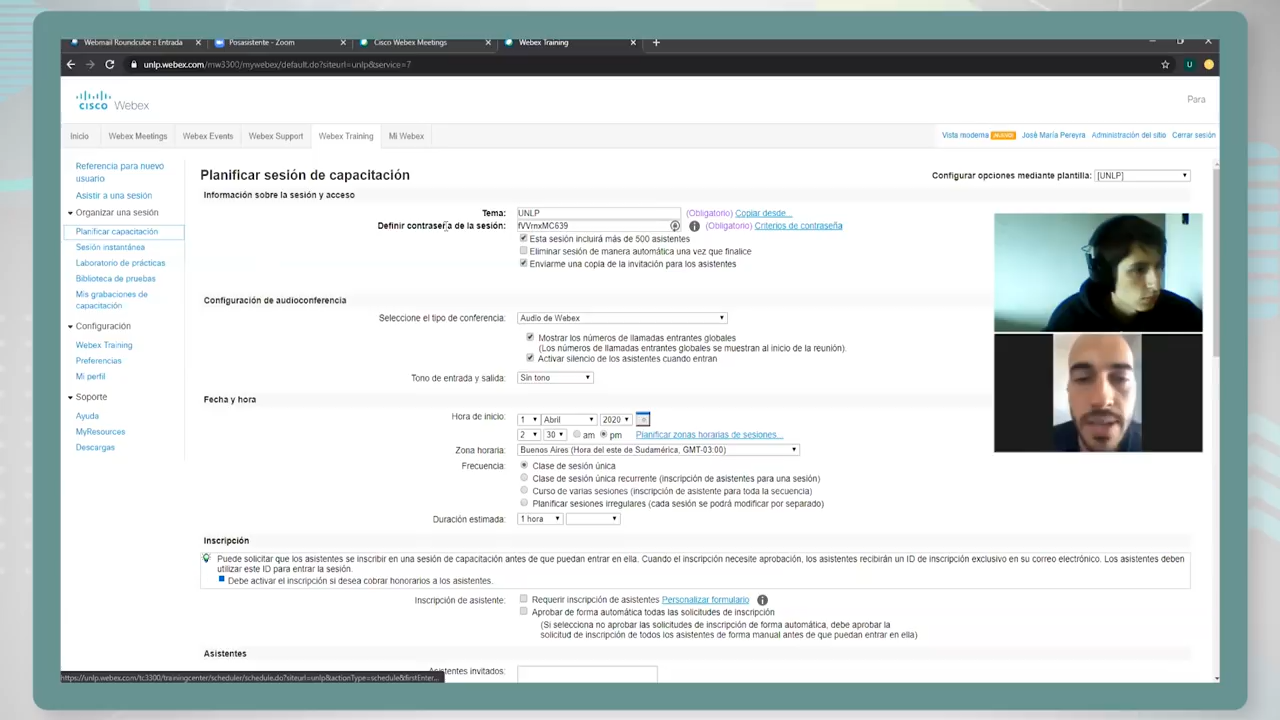 Webmail Roundcube :: Entrada
Posasistente - Zoom
Cisco Webex Meetings
Webex Training
unlp.webex.com/mw3300/mywebex/default.do?siteurl=unlp&service=7
U
CISCO Webex
Para
Inicio
Webex Meetings
Webex Events
Webex Support
Webex Training
Mi Webex
Vista moderna
José María Pereyra
Administración del sitio
Cerrar sesión
Referencia para nuevo
usuario
Asistir a una sesión
Organizar una sesión
Planificar capacitación
Sesión instantánea
Laboratorio de prácticas
Biblioteca de pruebas
Mis grabaciones de
capacitación
Configuración
Webex Training
Preferencias
Mi perfil
Soporte
Ayuda
MyResources
Descargas
Planificar sesión de capacitación
Configurar opciones mediante plantilla: [UNLP]
Información sobre la sesión y acceso
Tema: UNLP (Obligatorio) Copiar desde...
Definir contraseña de la sesión: fVVrnxMC639 (Obligatorio) Criterios de contraseña
Esta sesión incluirá más de 500 asistentes
Eliminar sesión de manera automática una vez que finalice
Enviarme una copia de la invitación para los asistentes
Configuración de audioconferencia
Seleccione el tipo de conferencia: Audio de Webex
Mostrar los números de llamadas entrantes globales
(Los números de llamadas entrantes globales se muestran al inicio de la reunión).
Activar silencio de los asistentes cuando entran
Tono de entrada y salida: Sin tono
Fecha y hora
Hora de inicio: 1 Abril 2020
2 30 am pm Planificar zonas horarias de sesiones...
Zona horaria: Buenos Aires (Hora del este de Sudamérica, GMT-03:00)
Frecuencia: Clase de sesión única
Clase de sesión única recurrente (inscripción de asistentes para una sesión)
Curso de varias sesiones (inscripción de asistente para toda la secuencia)
Planificar sesiones irregulares (cada sesión se podrá modificar por separado)
Duración estimada: 1 hora
Inscripción
Puede solicitar que los asistentes se inscribir en una sesión de capacitación antes de que puedan entrar en ella. Cuando el inscripción necesite aprobación, los asistentes recibirán un ID de inscripción exclusivo en su correo electrónico. Los asistentes deben
utilizar este ID para entrar la sesión.
Debe activar el inscripción si desea cobrar honorarios a los asistentes.
Inscripción de asistente: Requerir inscripción de asistentes Personalizar formulario
Aprobar de forma automática todas las solicitudes de inscripción
(Si selecciona no aprobar las solicitudes de inscripción de forma automática, debe aprobar la
solicitud de inscripción de todos los asistentes de forma manual antes de que puedan entrar en ella)
Asistentes
Asistentes invitados:
https://unlp.webex.com/tc3300/trainingcenter/scheduler/schedule.do?siteurl=unlp&actionType=schedule&firstEnter...